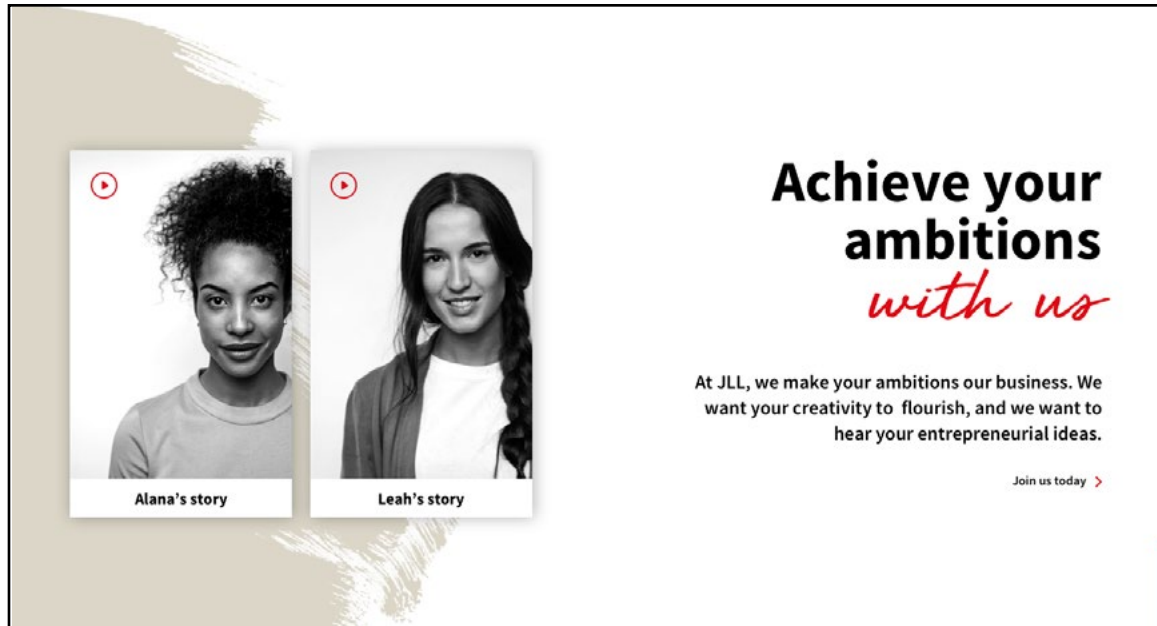 Alana's story
Leah's story
Achieve your
ambitions
with us
At JLL, we make your ambitions our business. We
want your creativity to flourish, and we want to
hear your entrepreneurial ideas.
Join us today